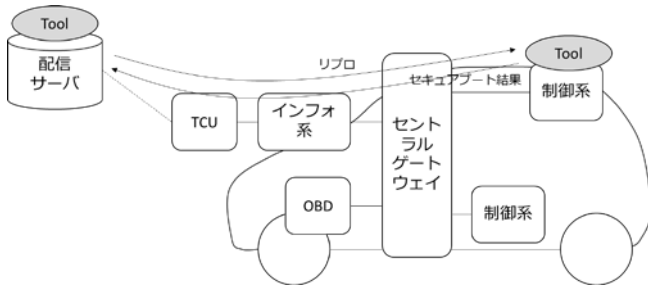 Tool
配信
サーバ
リプロ
Tool
セキュアブート結果
制御系
TCU
インフォ
系
セント
ラル
ゲート
ウェイ
OBD
制御系